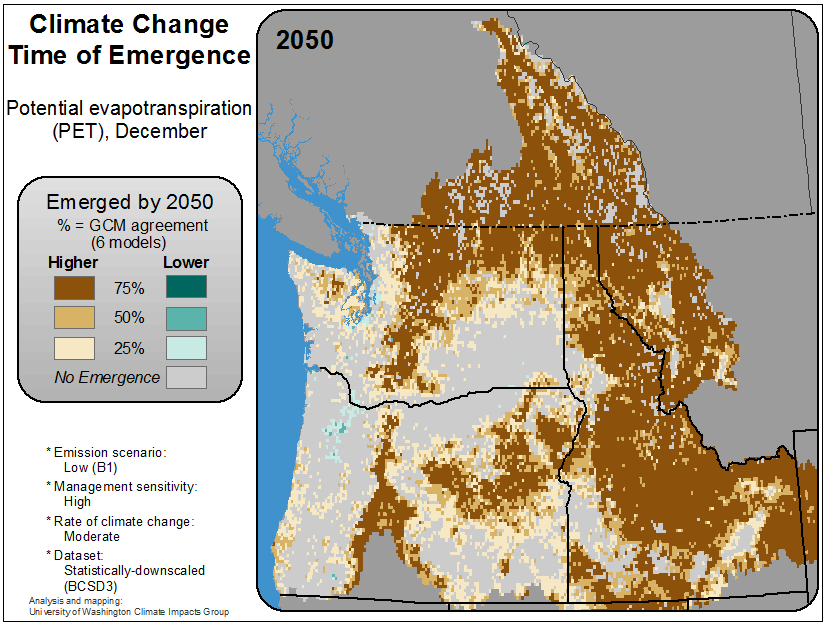 Climate Change
Time of Emergence
Potential evapotranspiration
(PET), December
Emerged by 2050
% = GCM agreement
(6 models)
Higher Lower
75%
50%
25%
No Emergence
* Emission scenario:
Low (B1)
* Management sensitivity:
High
* Rate of climate change:
Moderate
* Dataset:
Statistically-downscaled
(BCSD3)
Analysis and mapping:
University of Washington Climate Impacts Group
2050